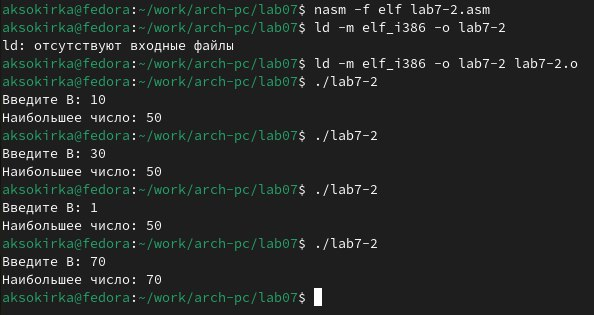 aksokirka@fedora:~/work/arch-pc/lab07$ nasm -f elf lab7-2.asm
aksokirka@fedora:~/work/arch-pc/lab07$ ld -m elf_i386 -o lab7-2
ld: отсутствуют входные файлы
aksokirka@fedora:~/work/arch-pc/lab07$ ld -m elf_i386 -o lab7-2 lab7-2.o
aksokirka@fedora:~/work/arch-pc/lab07$ ./lab7-2
Введите B: 10
Наибольшее число: 50
aksokirka@fedora:~/work/arch-pc/lab07$ ./lab7-2
Введите B: 30
Наибольшее число: 50
aksokirka@fedora:~/work/arch-pc/lab07$ ./lab7-2
Введите B: 1
Наибольшее число: 50
aksokirka@fedora:~/work/arch-pc/lab07$ ./lab7-2
Введите B: 70
Наибольшее число: 70
aksokirka@fedora:~/work/arch-pc/lab07$